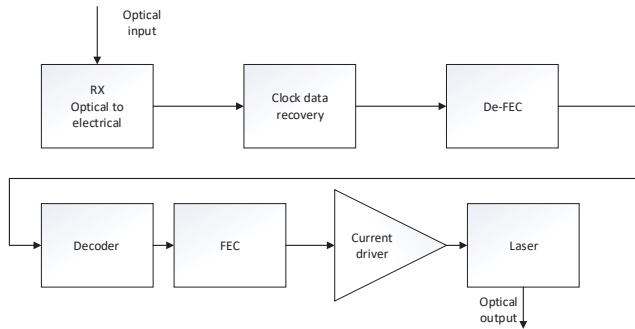 Optical
input
RX
Optical to
electrical
Clock data
recovery
De-FEC
Decoder
FEC
Current
driver
Laser
Optical
output